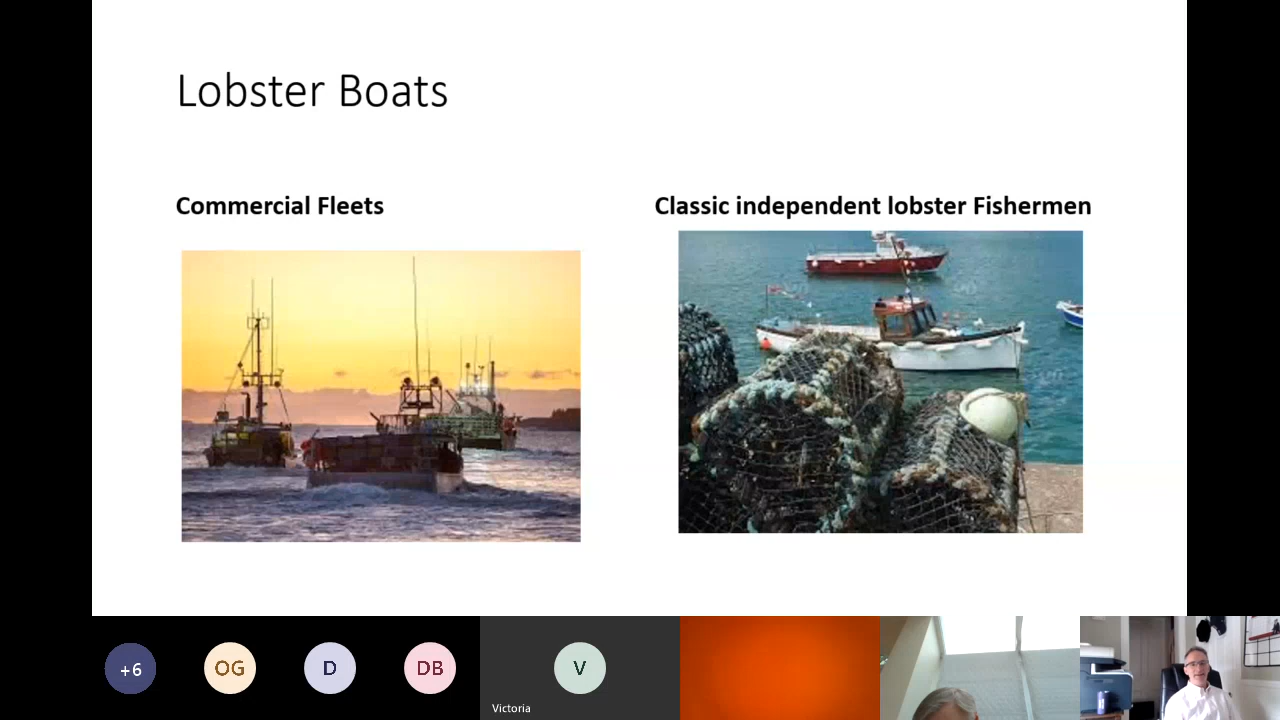 Lobster Boats
Commercial Fleets
Classic independent lobster Fishermen
+6
OG
D
DB
V
Victoria